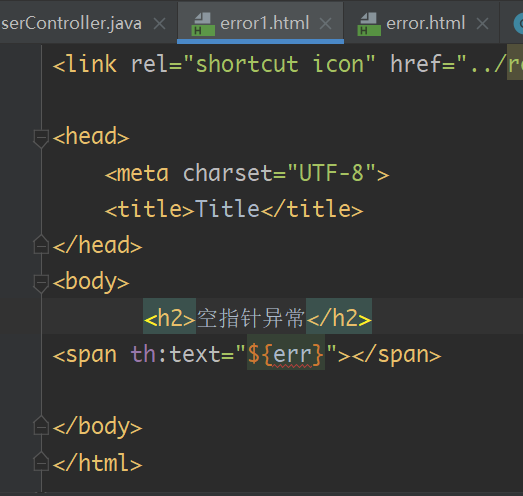 serController.java error1.html error.html
<link rel="shortcut icon" href="../re
<head>
<meta charset="UTF-8">
<title>Title</title>
</head>
<body>
<h2>空指针异常</h2>
<span th:text="${err}"></span>
</body>
</html>